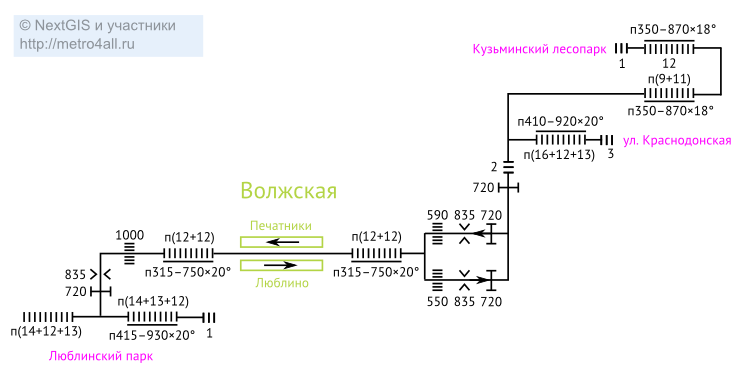 © NextGIS и участники
http://metro4all.ru
п350–870×18°
Кузьминский лесопарк
1
12
п(9+11)
п350–870×18°
п410–920×20°
ул. Краснодонская
п(16+12+13)
3
2
720
Волжская
590 835 720
1000
п(12+12)
Печатники
п(12+12)
835
п315–750×20°
Люблино
п315–750×20°
720
550 835 720
п(14+13+12)
п(14+12+13)
п415–930×20°
1
Люблинский парк